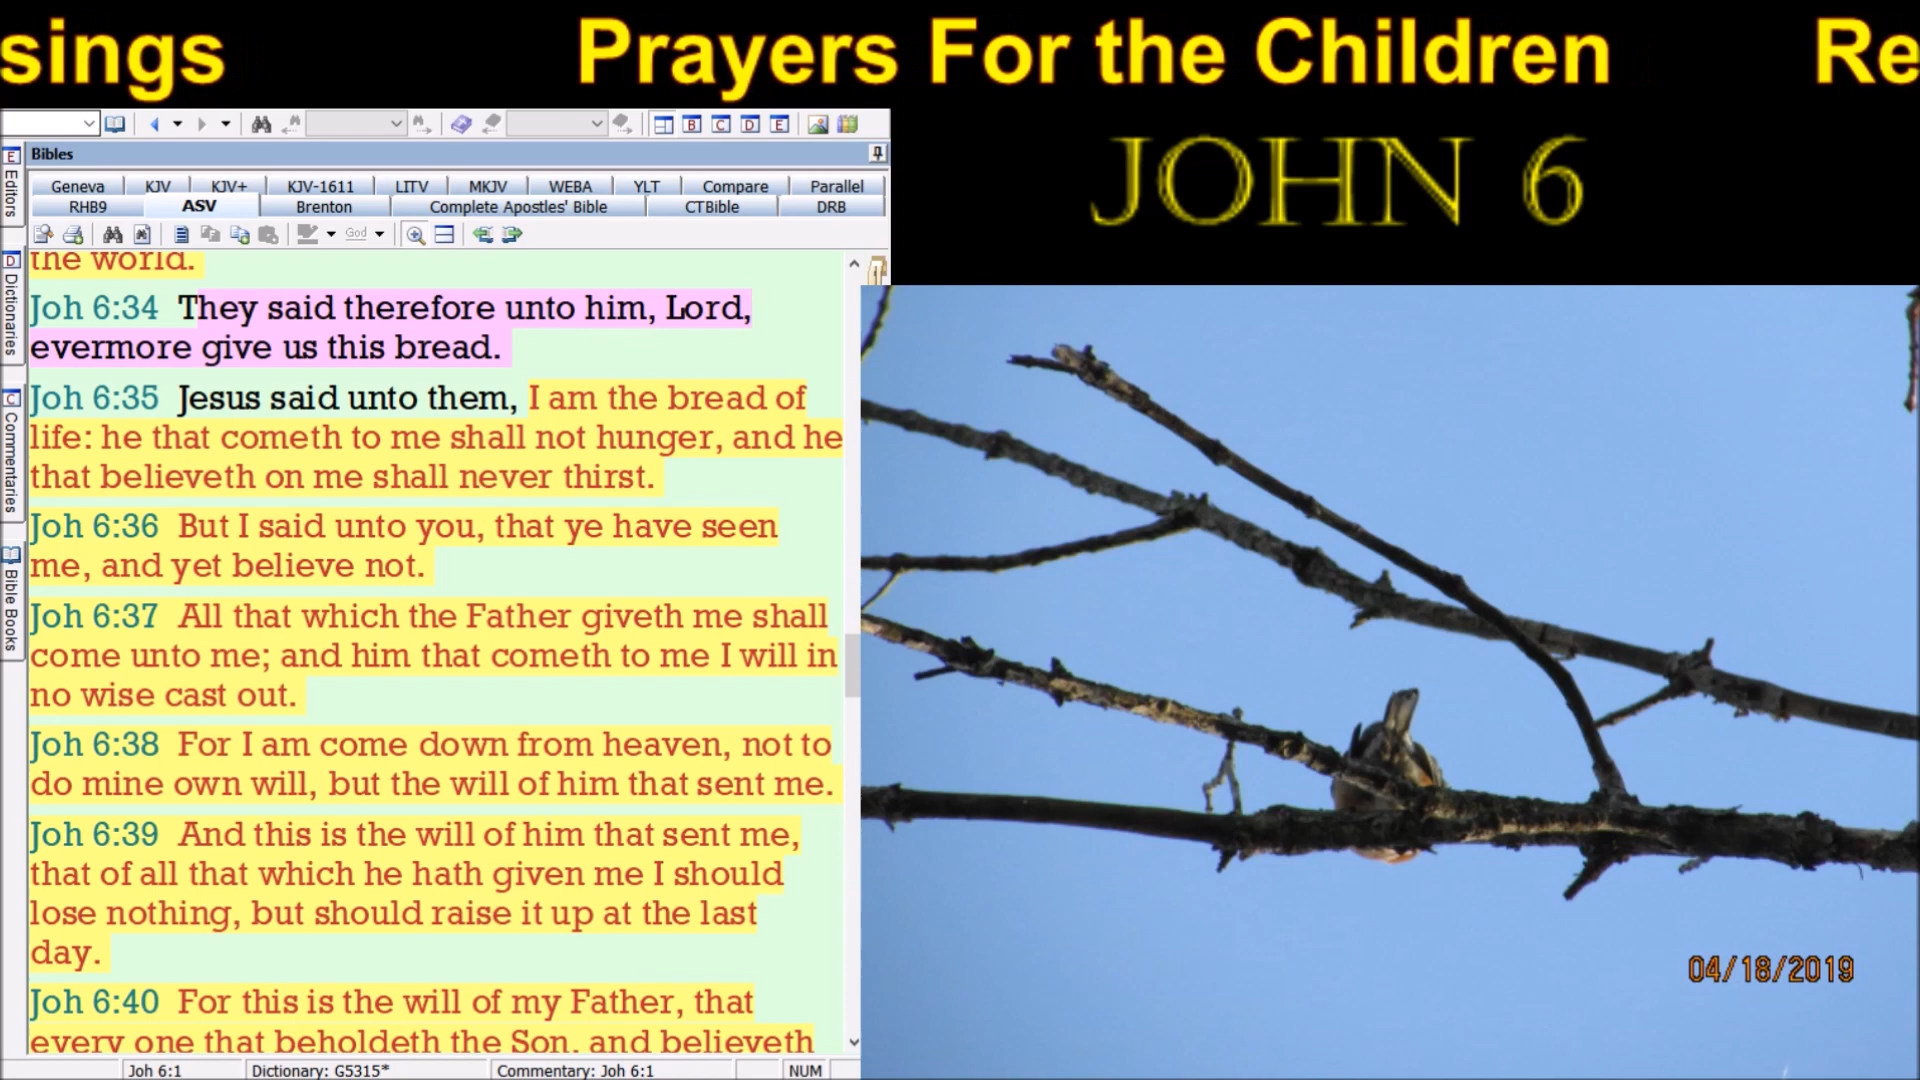 sings Prayers For the Children Re
JOHN 6
B C D E
Bibles
Geneva KJV KJV+ KJV-1611 LITV MKJV WEBA YLT Compare Parallel
RHB9 ASV Brenton Complete Apostles' Bible CTBible DRB
God
E Editors
D Dictionaries
C Commentaries
Bible Books
the world.
Joh 6:34 They said therefore unto him, Lord,
evermore give us this bread.
Joh 6:35 Jesus said unto them, I am the bread of
life: he that cometh to me shall not hunger, and he
that believeth on me shall never thirst.
Joh 6:36 But I said unto you, that ye have seen
me, and yet believe not.
Joh 6:37 All that which the Father giveth me shall
come unto me; and him that cometh to me I will in
no wise cast out.
Joh 6:38 For I am come down from heaven, not to
do mine own will, but the will of him that sent me.
Joh 6:39 And this is the will of him that sent me,
that of all that which he hath given me I should
lose nothing, but should raise it up at the last
day.
Joh 6:40 For this is the will of my Father, that
every one that beholdeth the Son, and believeth
04/18/2019
Joh 6:1 Dictionary: G5315* Commentary: Joh 6:1 NUM